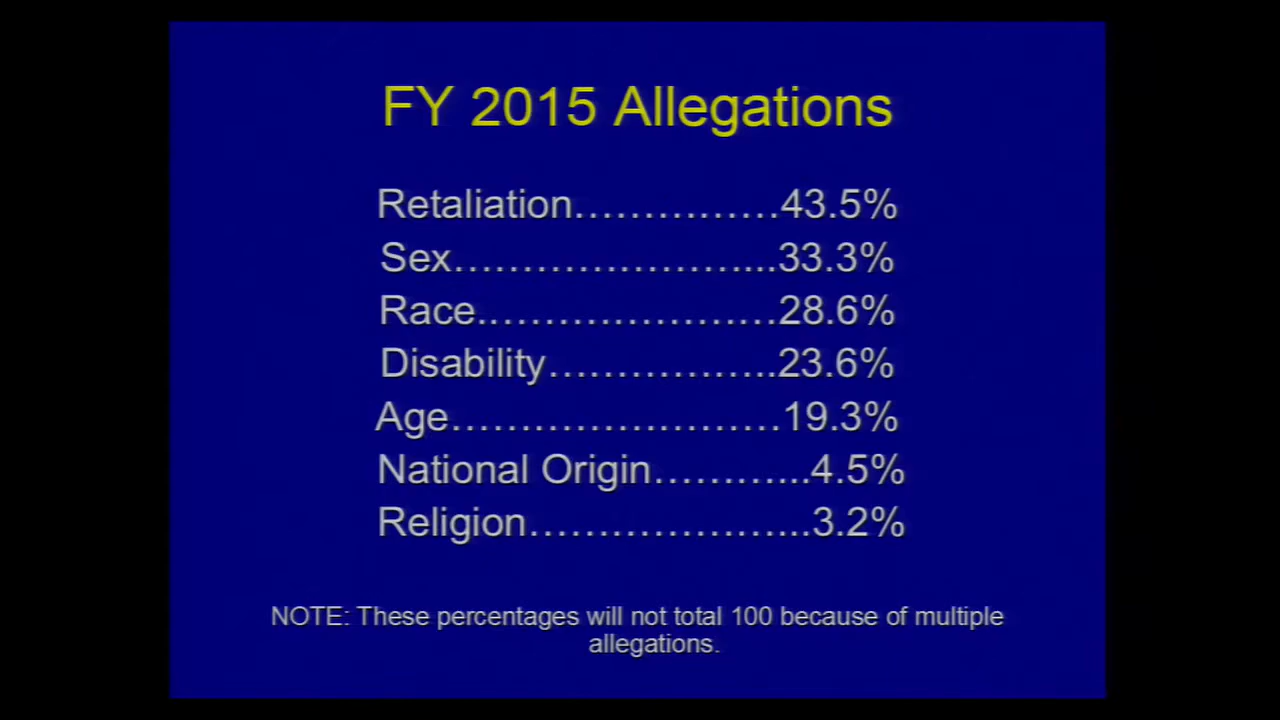 FY 2015 Allegations
Retaliation……….……43.5%
Sex…………………....33.3%
Race.……….……………28.6%
Disability……………...23.6%
Age……………………….19.3%
National Origin………....4.5%
Religion…………………...3.2%
NOTE: These percentages will not total 100 because of multiple
allegations.